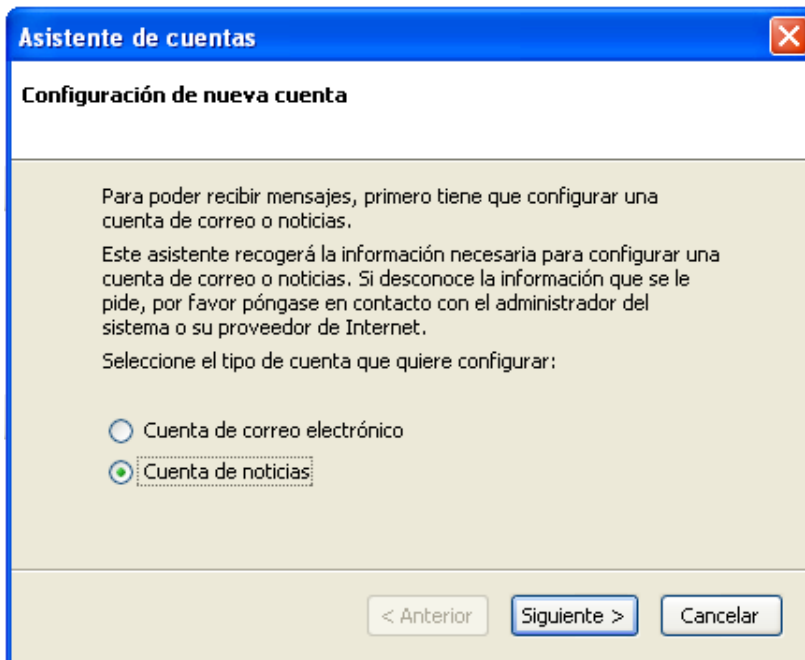 Asistente de cuentas
Configuración de nueva cuenta
Para poder recibir mensajes, primero tiene que configurar una
cuenta de correo o noticias.
Este asistente recogerá la información necesaria para configurar una
cuenta de correo o noticias. Si desconoce la información que se le
pide, por favor póngase en contacto con el administrador del
sistema o su proveedor de Internet.
Seleccione el tipo de cuenta que quiere configurar:
Cuenta de correo electrónico
Cuenta de noticias
< Anterior
Siguiente >
Cancelar